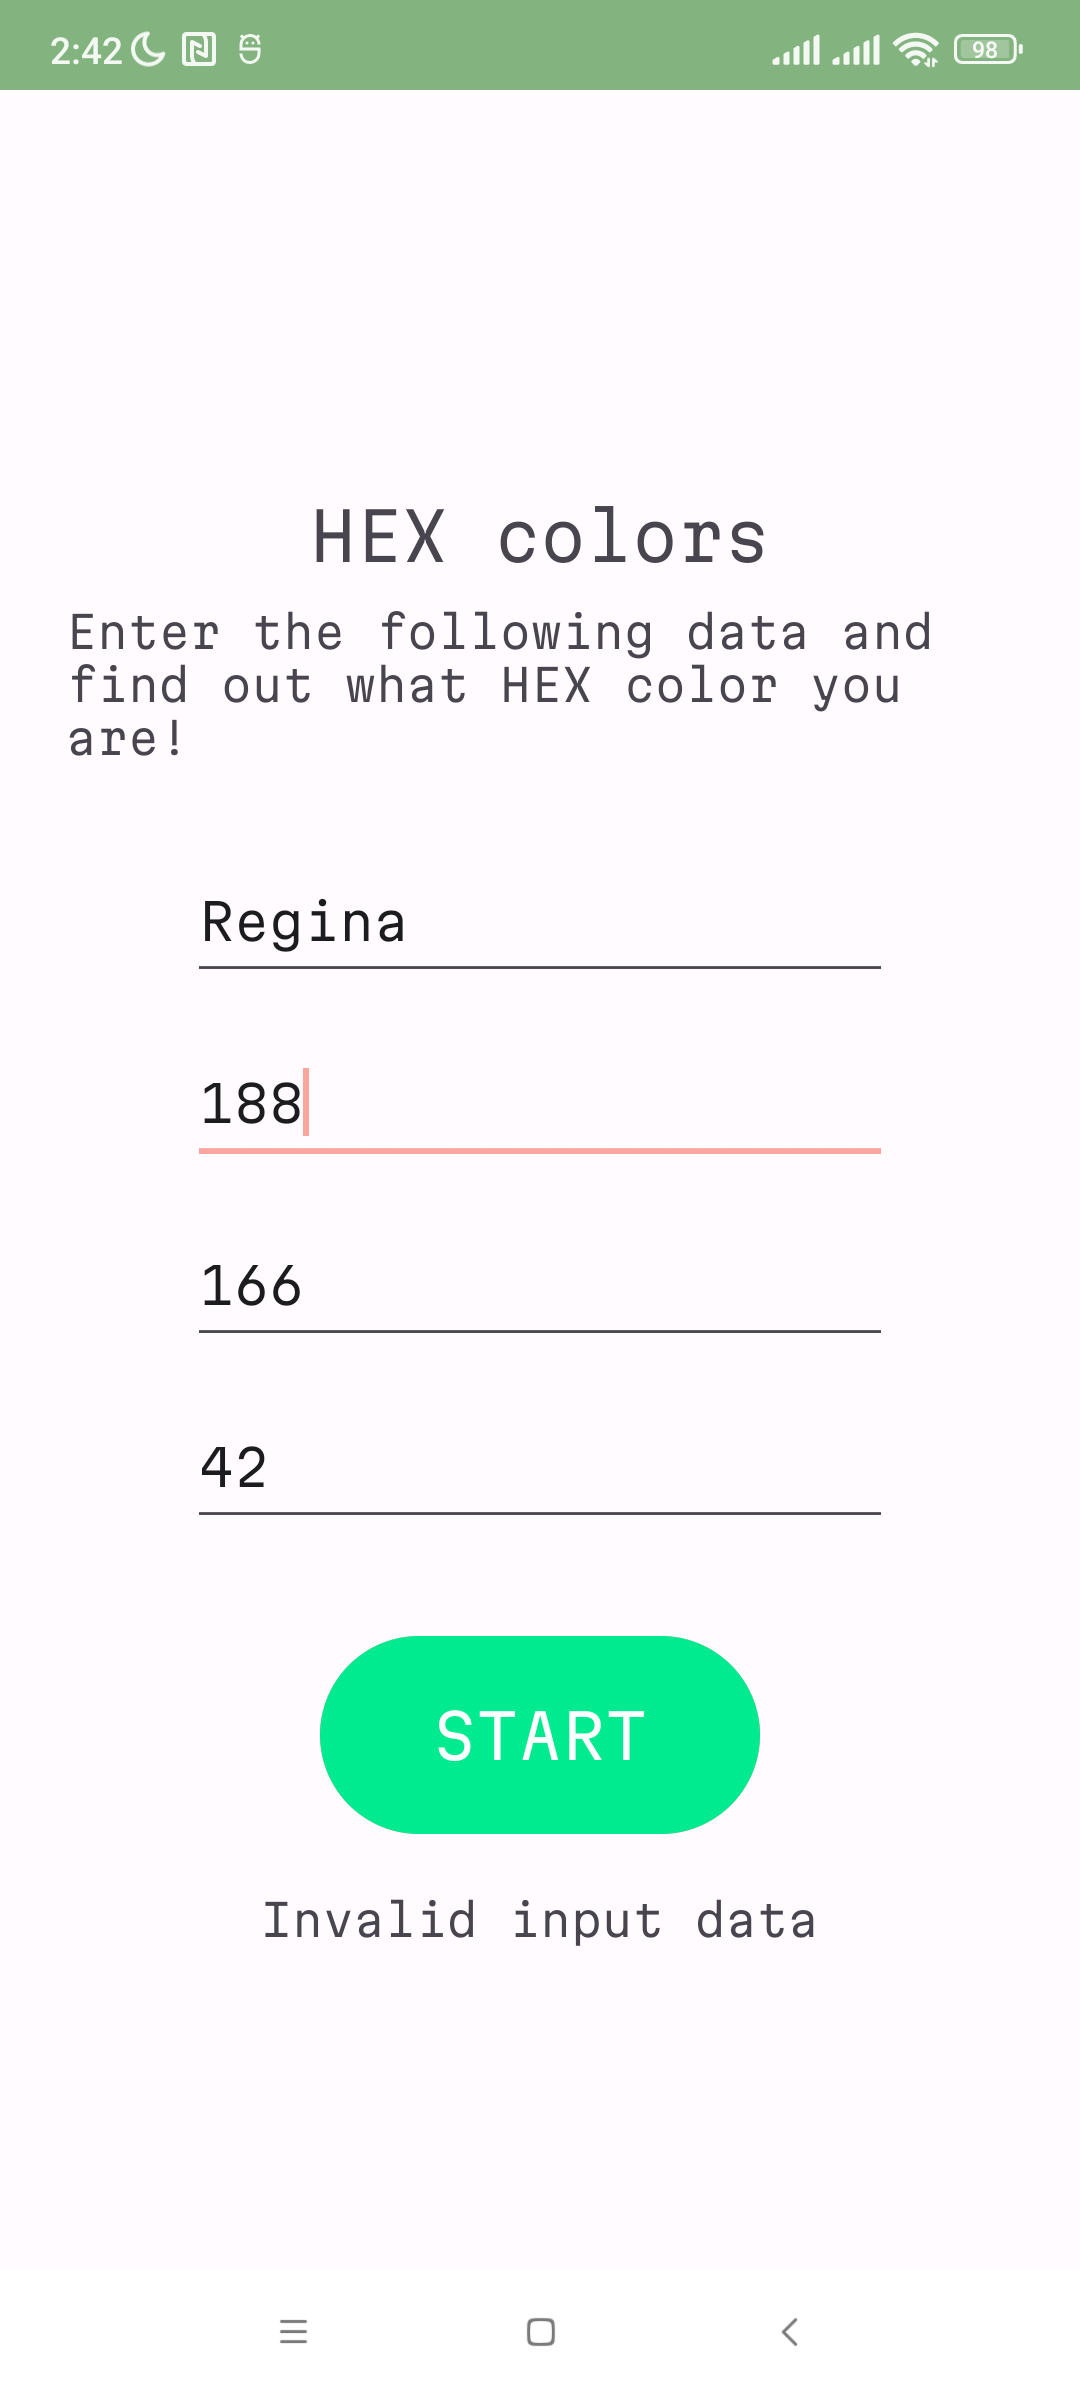 2:42
98
HEX colors
Enter the following data and
find out what HEX color you
are!
Regina
188
166
42
START
Invalid input data